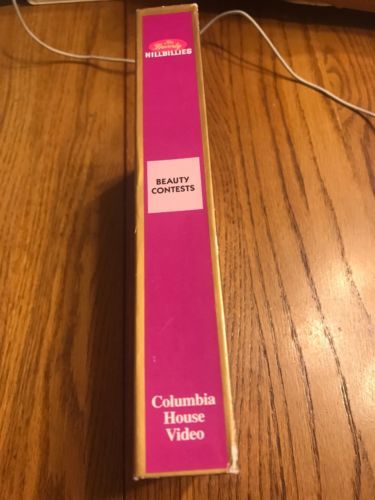 The
Beverly
HILLBILLIES
BEAUTY
CONTESTS
Columbia
House
Video